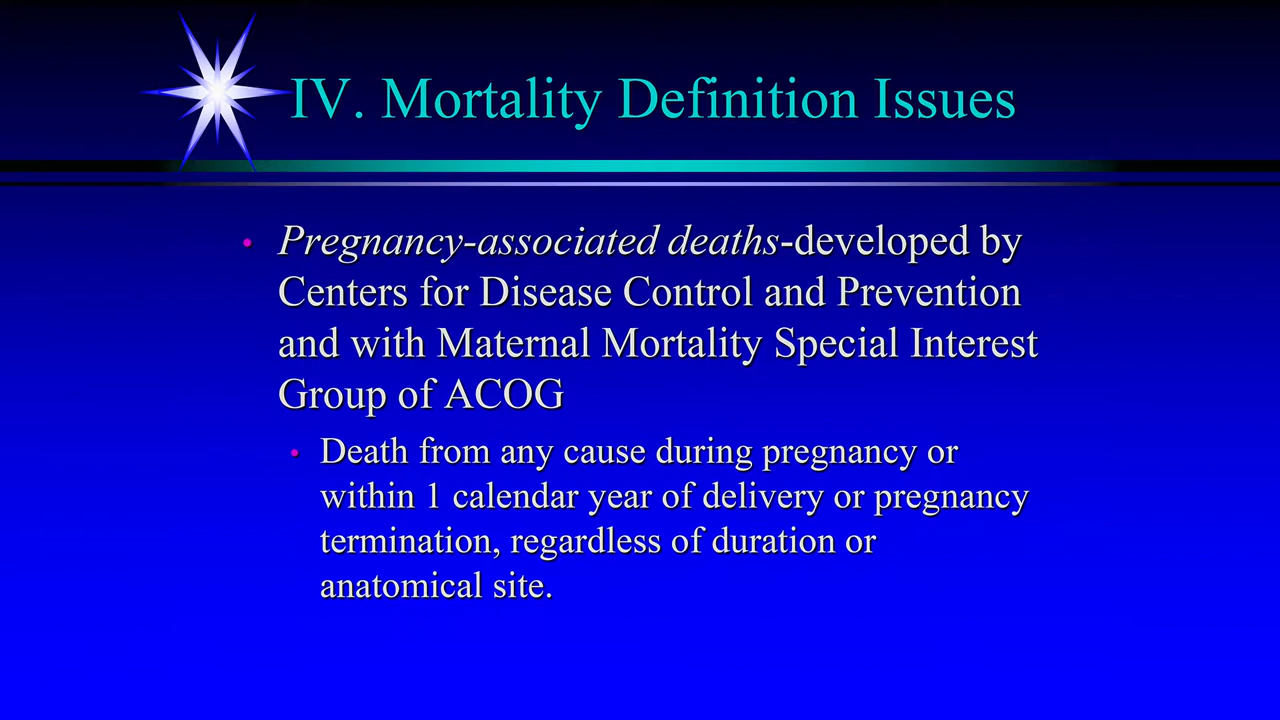 IV. Mortality Definition Issues
• Pregnancy-associated deaths-developed by
Centers for Disease Control and Prevention
and with Maternal Mortality Special Interest
Group of ACOG
• Death from any cause during pregnancy or
within 1 calendar year of delivery or pregnancy
termination, regardless of duration or
anatomical site.